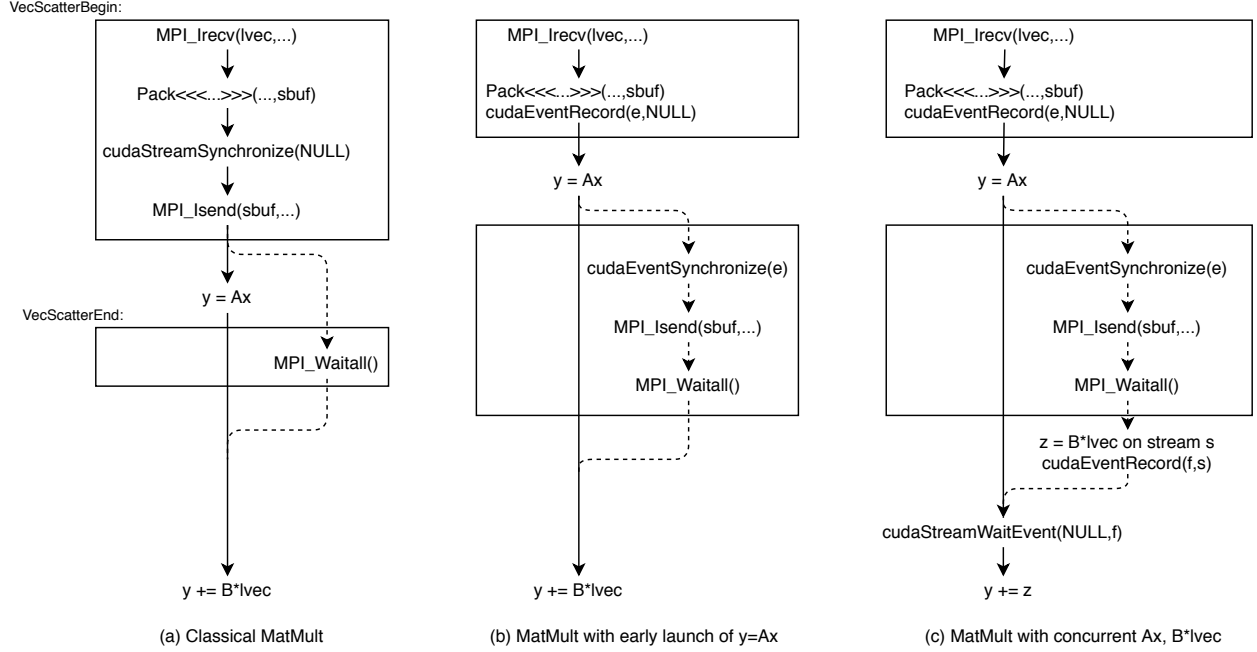 VecScatterBegin:
MPI_Irecv(lvec,...)
Pack<<<...>>>(...,sbuf)
cudaStreamSynchronize(NULL)
MPI_Isend(sbuf,...)
y = Ax
VecScatterEnd:
MPI_Waitall()
y += B*lvec
(a) Classical MatMult
MPI_Irecv(lvec,...)
Pack<<<...>>>(...,sbuf)
cudaEventRecord(e,NULL)
y = Ax
cudaEventSynchronize(e)
MPI_Isend(sbuf,...)
MPI_Waitall()
y += B*lvec
(b) MatMult with early launch of y=Ax
MPI_Irecv(lvec,...)
Pack<<<...>>>(...,sbuf)
cudaEventRecord(e,NULL)
y = Ax
cudaEventSynchronize(e)
MPI_Isend(sbuf,...)
MPI_Waitall()
z = B*lvec on stream s
cudaEventRecord(f,s)
cudaStreamWaitEvent(NULL,f)
y += z
(c) MatMult with concurrent Ax, B*lvec